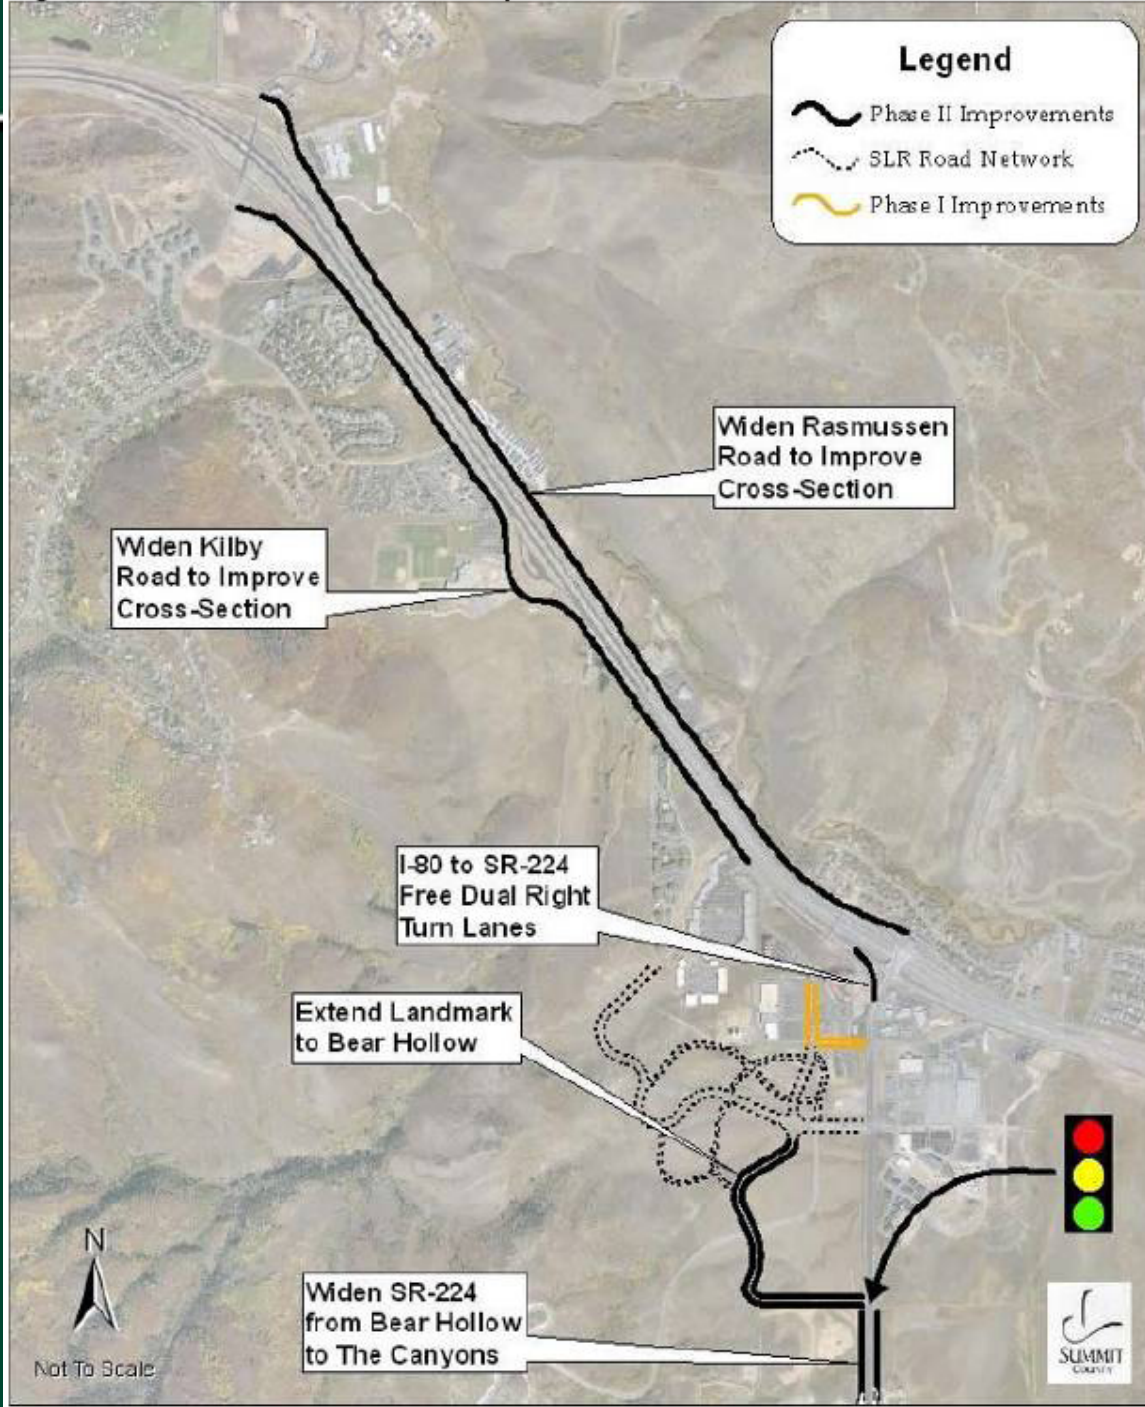 Legend
Phase II Improvements
SLR Road Network
Phase I Improvements
Widen Rasmussen
Road to Improve
Cross-Section
Widen Kilby
Road to Improve
Cross-Section
I-80 to SR-224
Free Dual Right
Turn Lanes
Extend Landmark
to Bear Hollow
Widen SR-224
from Bear Hollow
to The Canyons
N
Not To Scale
SUMMIT
COUNTY